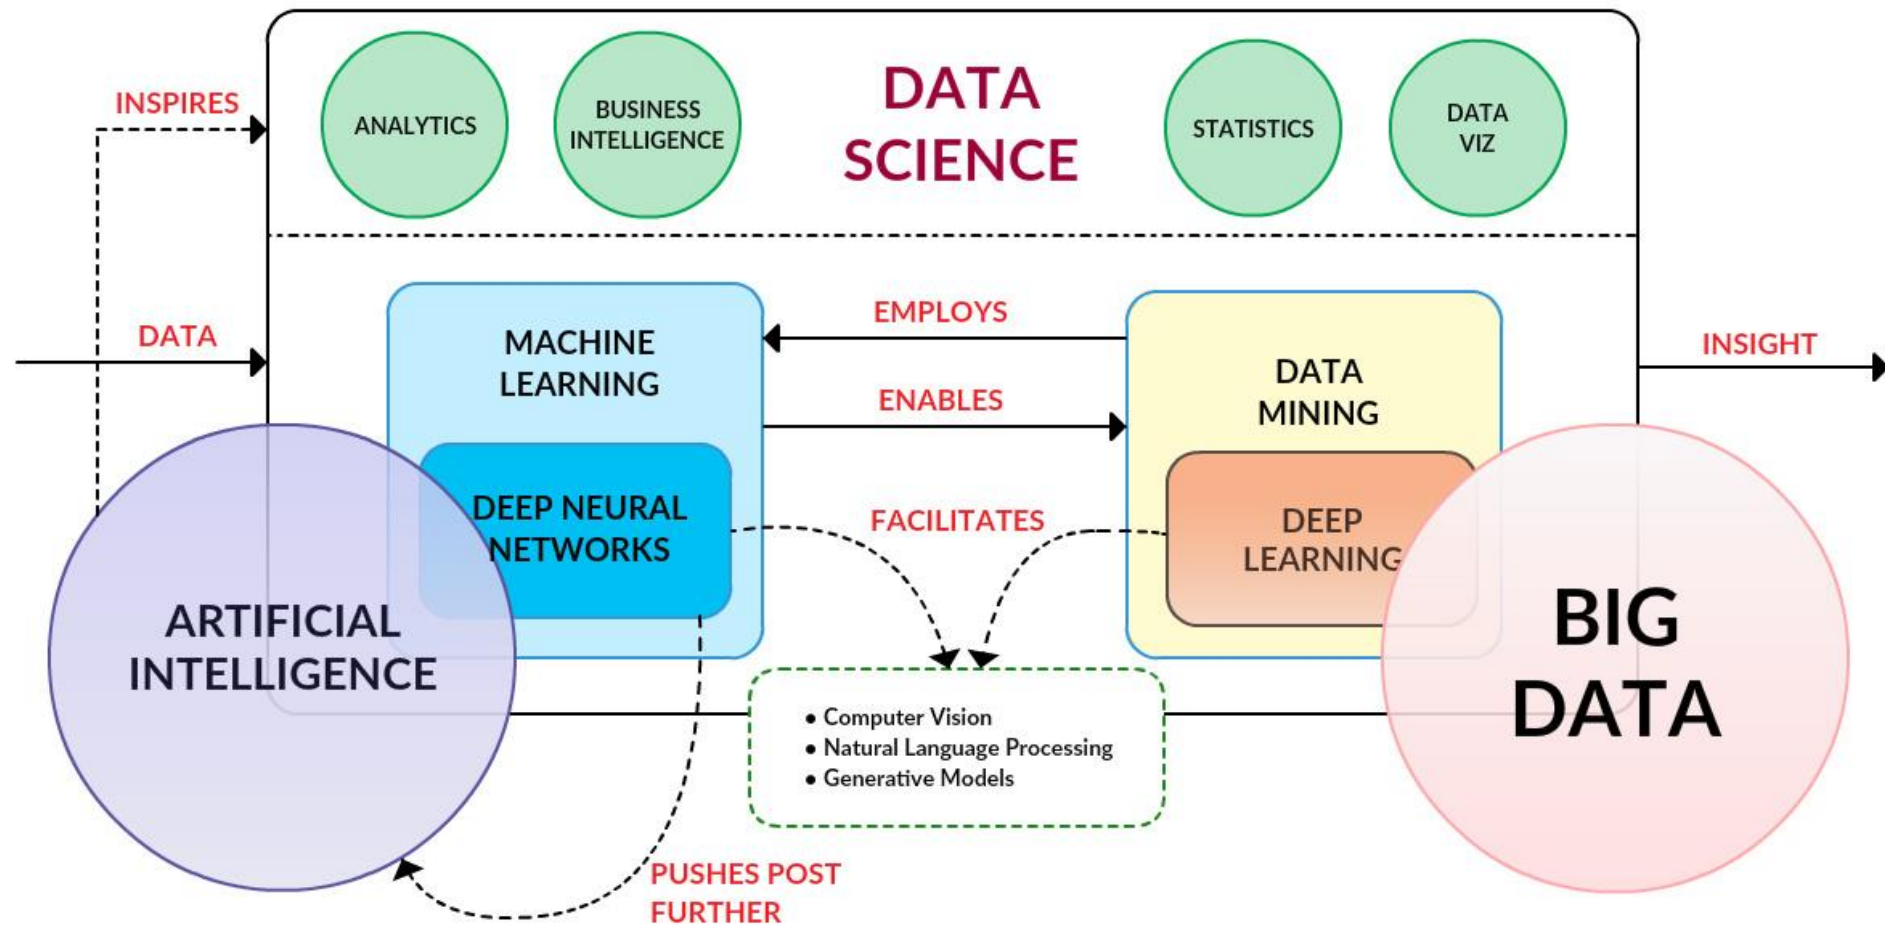 INSPIRES
ANALYTICS
BUSINESS
INTELLIGENCE
DATA
SCIENCE
STATISTICS
DATA
VIZ
DATA
MACHINE
LEARNING
EMPLOYS
ENABLES
DATA
MINING
INSIGHT
DEEP NEURAL
NETWORKS
FACILITATES
DEEP
LEARNING
ARTIFICIAL
INTELLIGENCE
BIG
DATA
● Computer Vision
● Natural Language Processing
● Generative Models
PUSHES POST
FURTHER